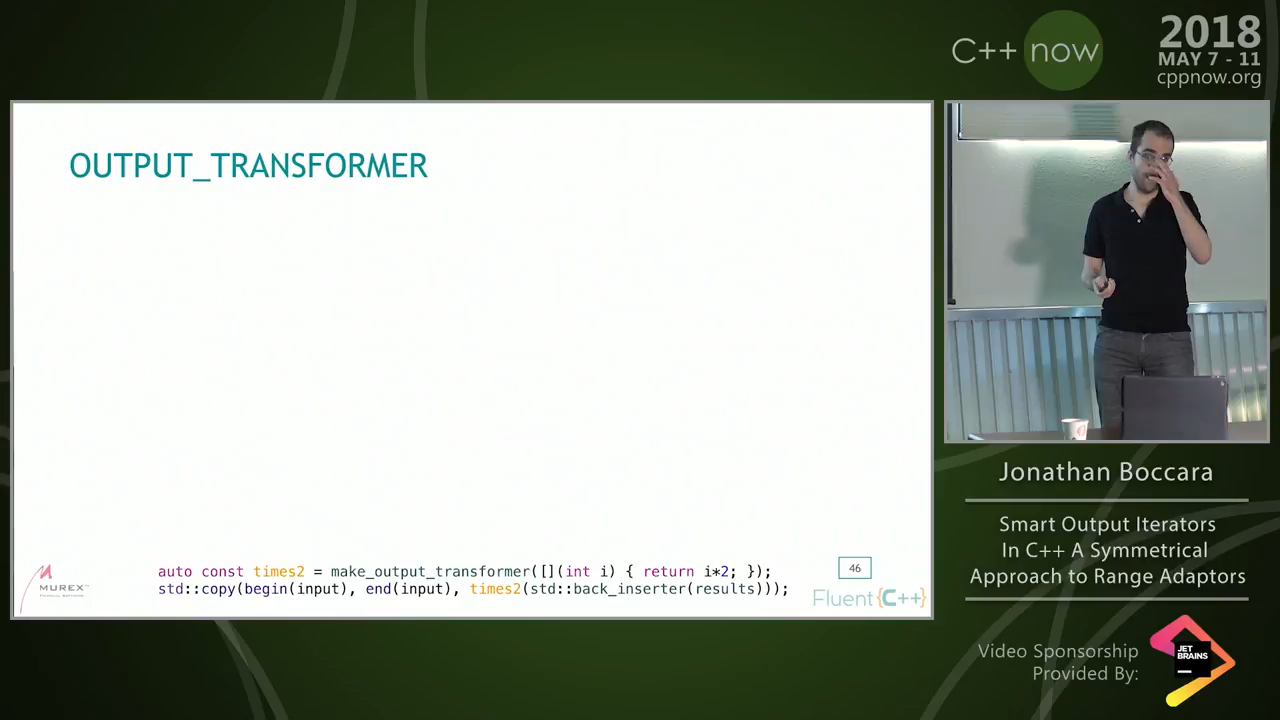 C++ now
2018
MAY 7 - 11
cppnow.org
OUTPUT_TRANSFORMER
auto const times2 = make_output_transformer([](int i) { return i*2; });
std::copy(begin(input), end(input), times2(std::back_inserter(results)));
MUREX
46
Fluent{C++}
Jonathan Boccara
Smart Output Iterators
In C++ A Symmetrical
Approach to Range Adaptors
Video Sponsorship
Provided By:
JET
BRAINS